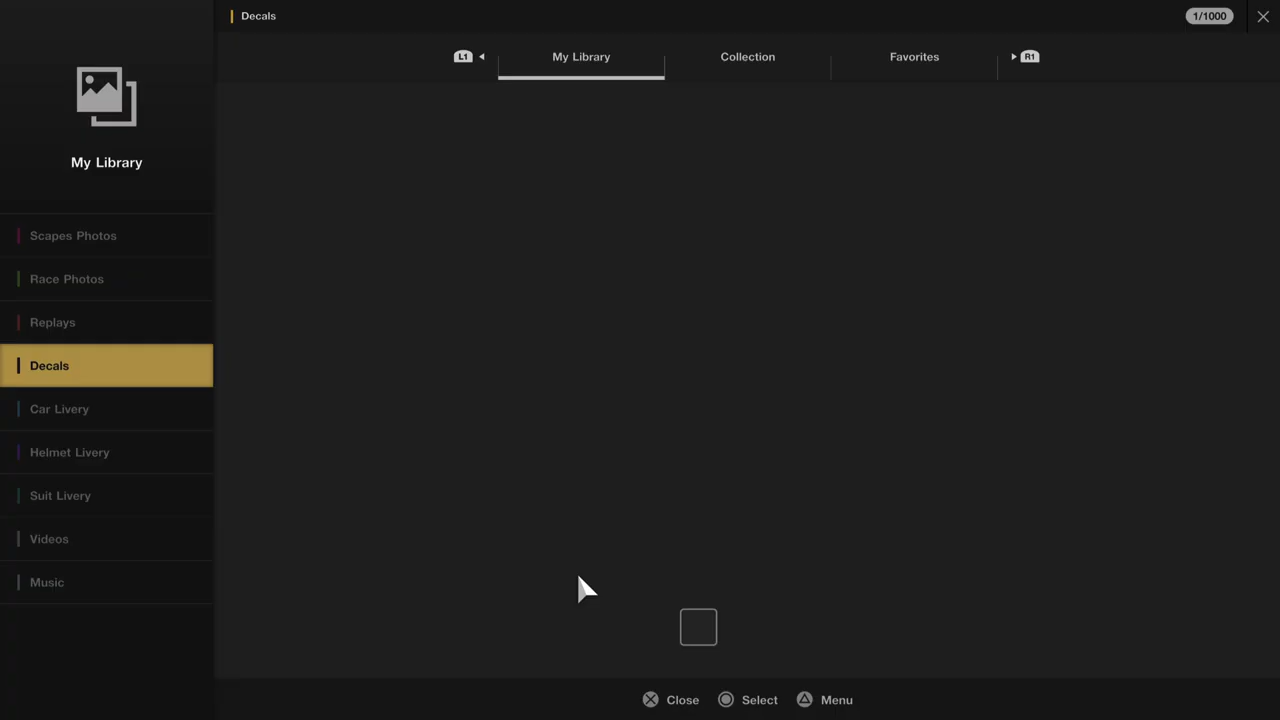 Decals
1/1000
L1
My Library
Collection
Favorites
R1
My Library
Scapes Photos
Race Photos
Replays
Decals
Car Livery
Helmet Livery
Suit Livery
Videos
Music
Close
Select
Menu